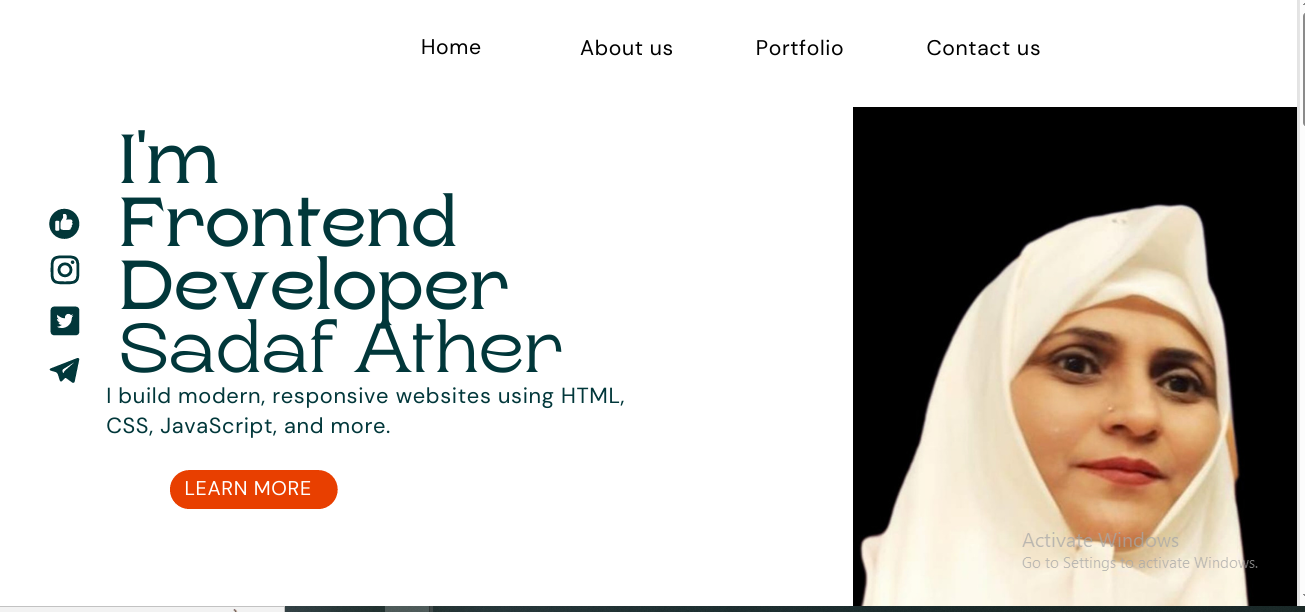 Home About us Portfolio Contact us
I'm
Frontend
Developer
Sadaf Ather
I build modern, responsive websites using HTML,
CSS, JavaScript, and more.
LEARN MORE
Activate Windows
Go to Settings to activate Windows.